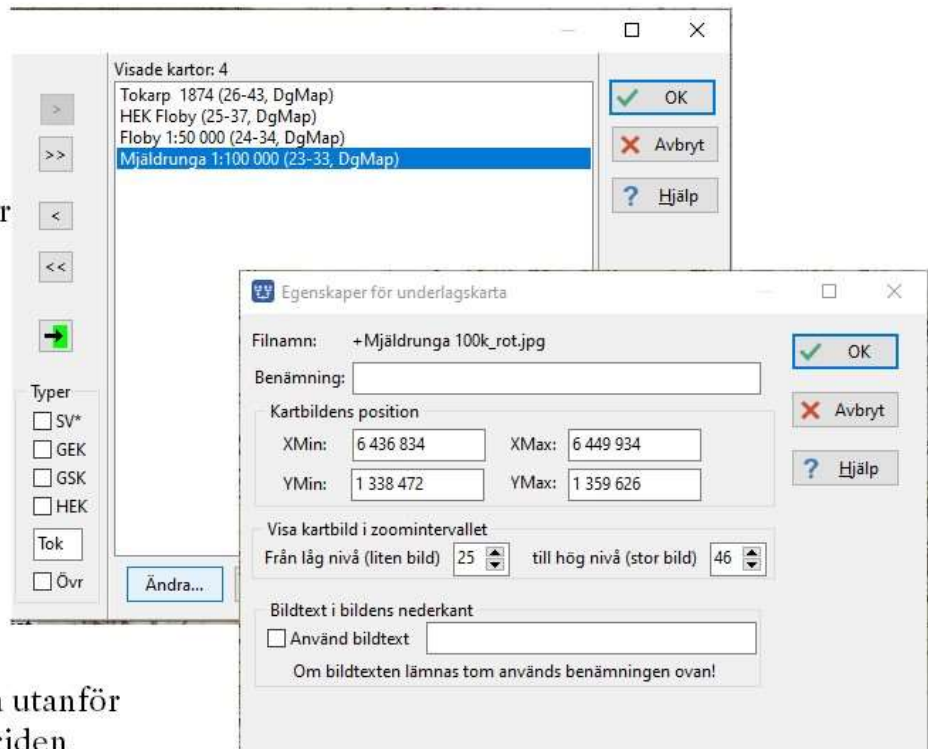 Visade kartor: 4
Tokarp 1874 (26-43, DgMap)
HEK Floby (25-37, DgMap)
Floby 1:50 000 (24-34, DgMap)
Mjäldrunga 1:100 000 (23-33, DgMap)
>
>>
<
<<
Typer
SV*
GEK
GSK
HEK
Tok
Övr
Ändra...
OK
Avbryt
Hjälp
r
Egenskaper för underlagskarta
Filnamn: +Mjäldrunga 100k_rot.jpg
Benämning:
Kartbildens position
XMin: 6 436 834 XMax: 6 449 934
YMin: 1 338 472 YMax: 1 359 626
Visa kartbild i zoomintervallet
Från låg nivå (liten bild) 25 till hög nivå (stor bild) 46
Bildtext i bildens nederkant
Använd bildtext
Om bildtexten lämnas tom används benämningen ovan!
OK
Avbryt
? Hjälp
utanför